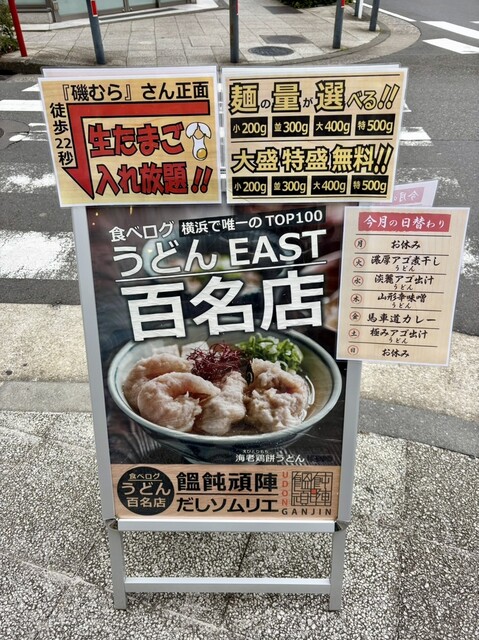 『磯むら』さん正面
徒歩22秒
生たまご
入れ放題!!
麺の量が選べる!!
小200g 並300g 大400g 特500g
大盛特盛無料!!
小200g 並300g 大400g 特500g
食べログ 横浜で唯一のTOP100
うどん EAST
百名店
今月の日替わり
月 お休み
火 濃厚アゴ煮干し
うどん
水 淡麗アゴ出汁
うどん
木 山形辛味噌
うどん
金 馬車道カレー
土 極みアゴ出汁
うどん
日 お休み
海老鶏餅うどん
食べログ
うどん
百名店
饂飩頑陣
だしソムリエ
UDON
GANJIN
饂飩
頑陣